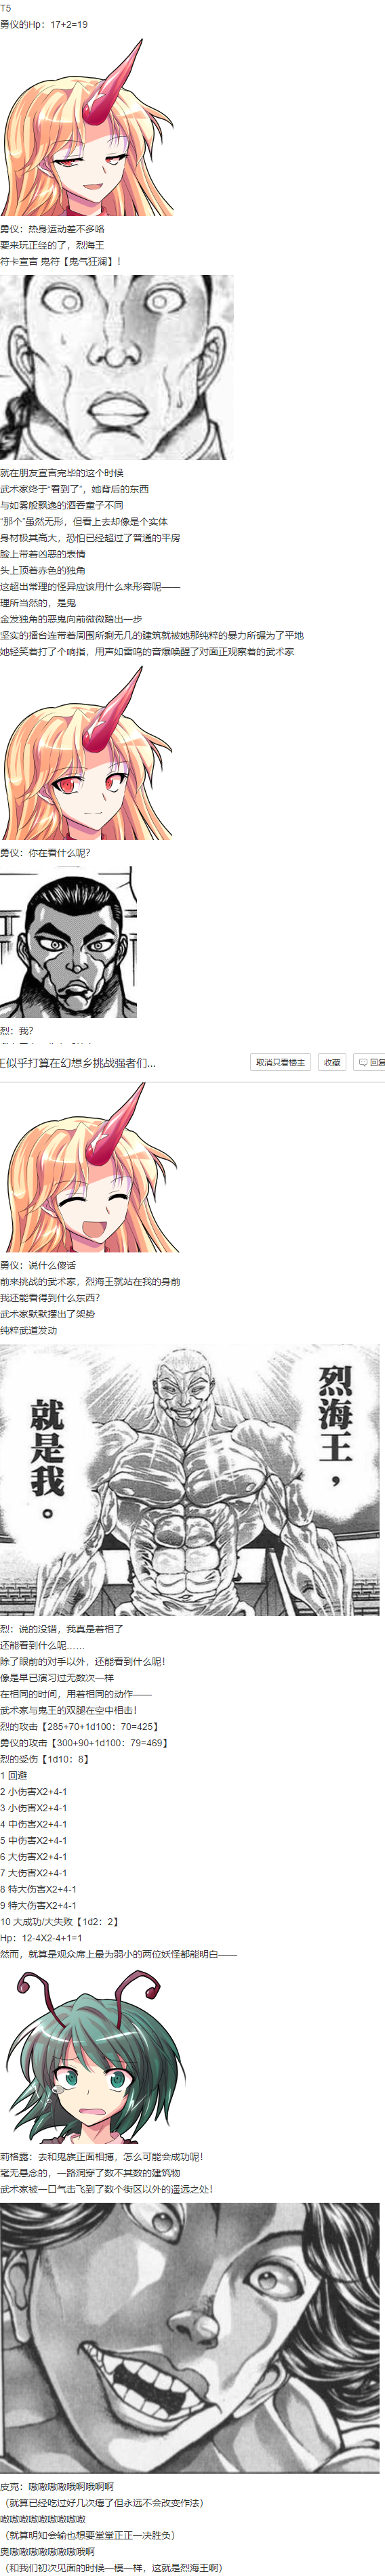 T5
勇仪的Hp：17+2=19
勇仪：热身运动差不多咯
要来玩正经的了，烈海王
符卡宣言 鬼符【鬼气狂澜】！
就在朋友宣言完毕的这个时候
武术家终于“看到了”，她背后的东西
与如雾般飘逸的酒吞童子不同
“那个”虽然无形，但看上去却像是个实体
身材极其高大，恐怕已经超过了普通的平房
脸上带着凶恶的表情
头上顶着赤色的独角
这超出常理的怪异应该用什么来形容呢——
理所当然的，是鬼
金发独角的恶鬼向前微微踏出一步
坚实的擂台连带着周围所剩无几的建筑就被她那纯粹的暴力所碾为了平地
她轻笑着打了个响指，用声如雷鸣的音爆唤醒了对面正观察着的武术家
勇仪：你在看什么呢？
烈：我？
王似乎打算在幻想乡挑战强者们...
取消只看楼主
收藏
回复
勇仪：说什么傻话
前来挑战的武术家，烈海王就站在我的身前
我还能看得到什么东西？
武术家默默摆出了架势
纯粹武道发动
烈海王，
就是我。
烈：说的没错，我真是着相了
还能看到什么呢……
除了眼前的对手以外，还能看到什么呢！
像是早已演习过无数次一样
在相同的时间，用着相同的动作——
武术家与鬼王的双腿在空中相击！
烈的攻击【285+70+1d100：70=425】
勇仪的攻击【300+90+1d100：79=469】
烈的受伤【1d10：8】
1 回避
2 小伤害X2+4-1
3 小伤害X2+4-1
4 中伤害X2+4-1
5 中伤害X2+4-1
6 大伤害X2+4-1
7 大伤害X2+4-1
8 特大伤害X2+4-1
9 特大伤害X2+4-1
10 大成功/大失败【1d2：2】
Hp：12-4X2-4+1=1
然而，就算是观众席上最为弱小的两位妖怪都能明白——
莉格露：去和鬼族正面相搏，怎么可能会成功呢！
毫无悬念的，一路洞穿了数不其数的建筑物
武术家被一口气击飞到了数个街区以外的遥远之处！
皮克：嗷嗷嗷嗷哦啊哦啊啊
（就算已经吃过好几次瘪了但永远不会改变作法）
嗷嗷嗷嗷嗷嗷嗷嗷嗷
（就算明知会输也想要堂堂正正一决胜负）
奥嗷嗷嗷嗷嗷嗷嗷哦啊
（和我们初次见面的时候一模一样，这就是烈海王啊）